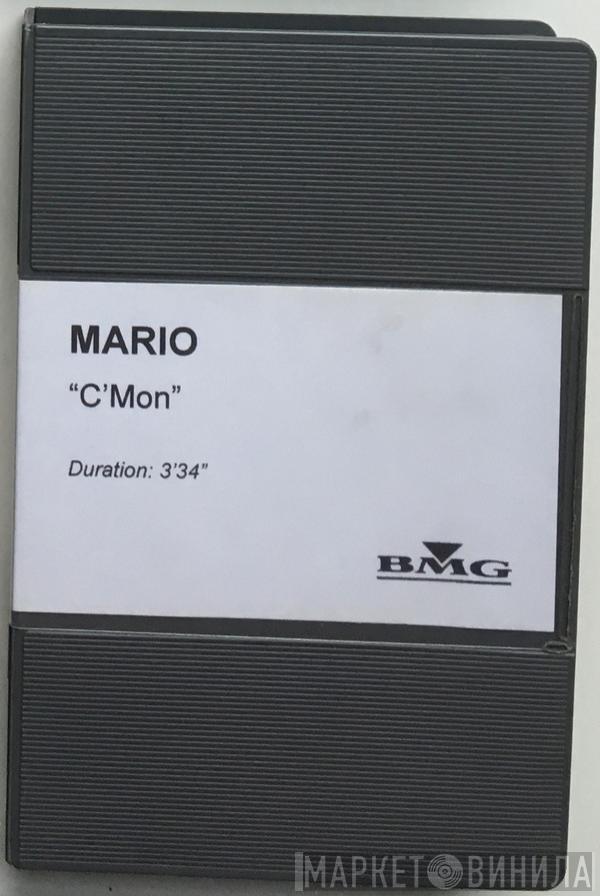 MARIO
“C’Mon”
Duration: 3’34”
BMG
МАРКЕТ ВИНИЛА